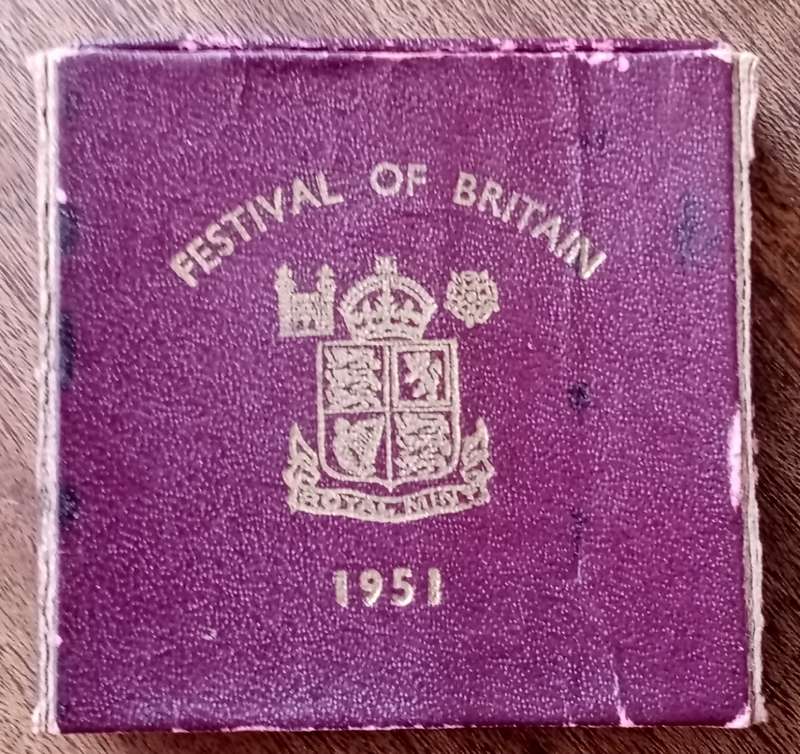 FESTIVAL OF BRITAIN
ROYAL MINT
1951